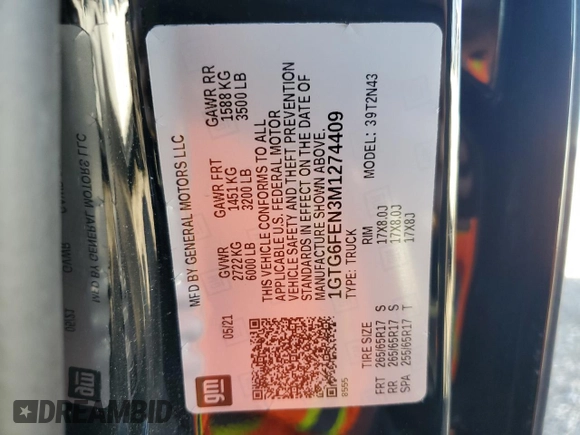 gm
MFD BY GENERAL MOTORS LLC
05/21
GVWR GAWR FRT GAWR RR
2722 KG 1451 KG 1588 KG
6000 LB 3200 LB 3500 LB
THIS VEHICLE CONFORMS TO ALL
APPLICABLE U.S. FEDERAL MOTOR
VEHICLE SAFETY AND THEFT PREVENTION
STANDARDS IN EFFECT ON THE DATE OF
MANUFACTURE SHOWN ABOVE.
1GTG6FEN3M1274409
TYPE: TRUCK
8555
MODEL: 39T2N43
TIRE SIZE RIM
FRT 265/65R17 S 17X8.0J
RR 265/65R17 S 17X8.0J
SPA 255/65R17 T 17X8J
DREAMBID